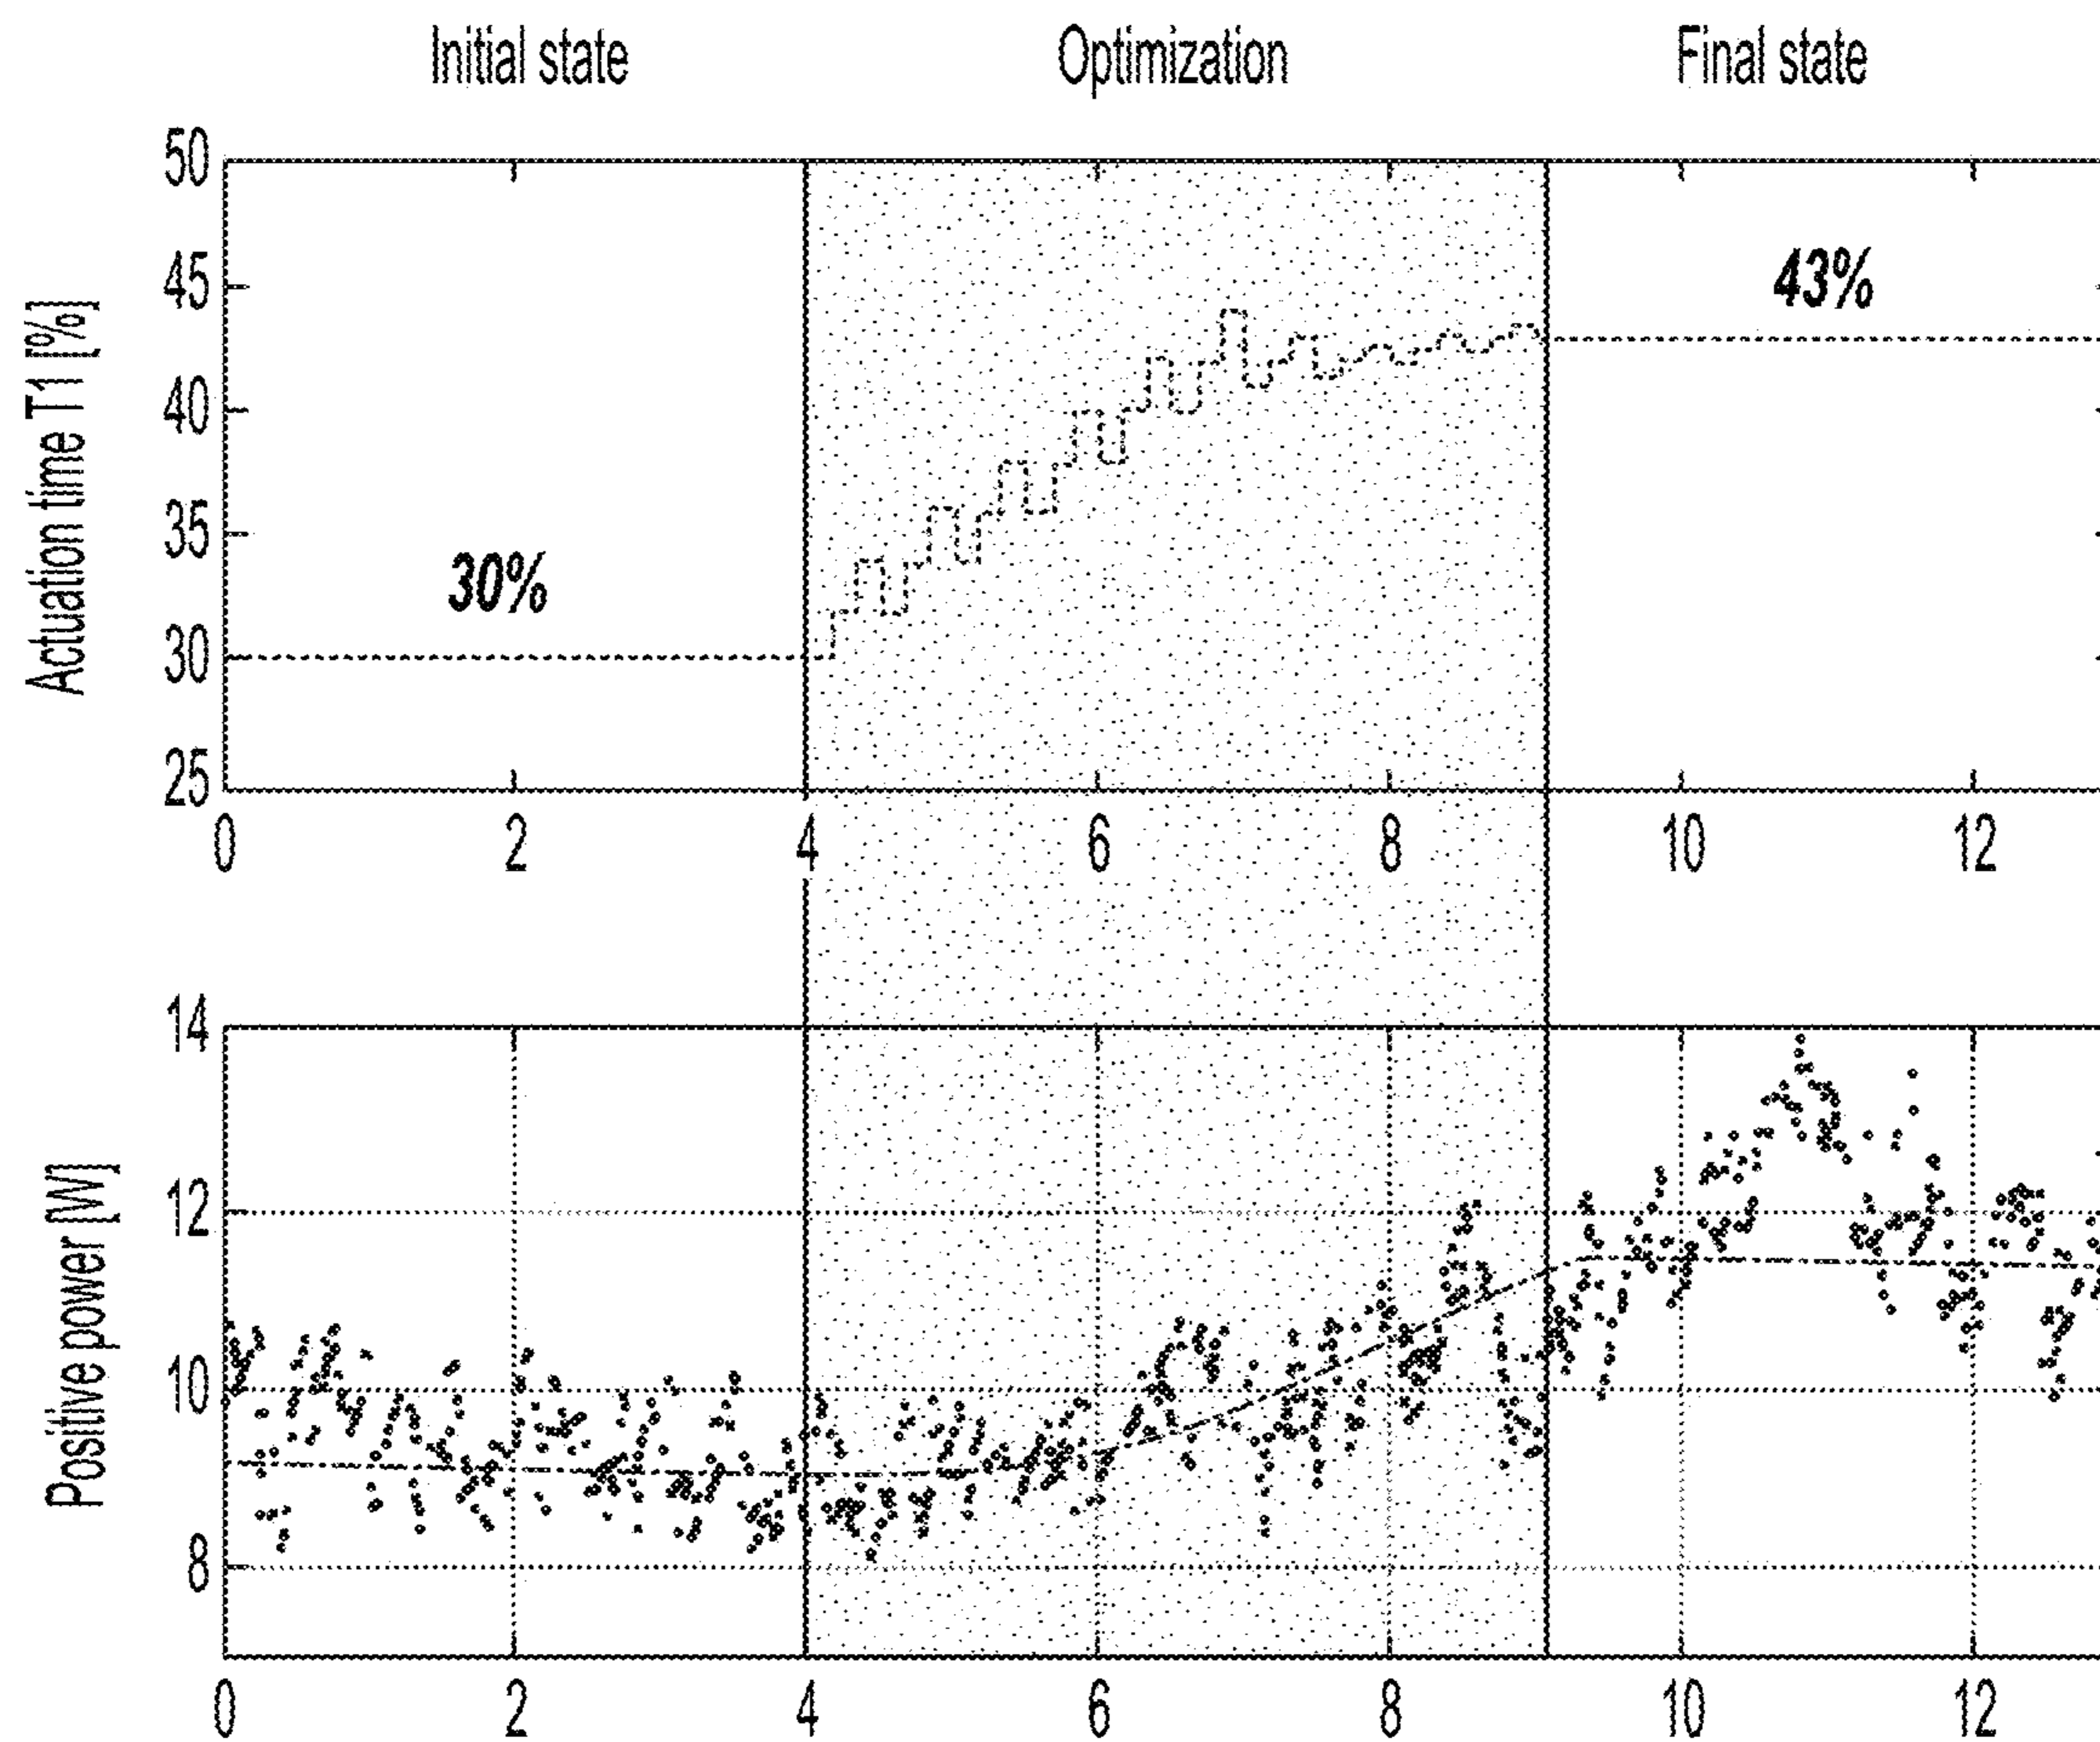 Initial state Optimization Final state
Actuation time T1 [%]
50
45
40
35
30
25
30%
43%
0 2 4 6 8 10 12
Positive power [W]
14
12
10
8
0 2 4 6 8 10 12